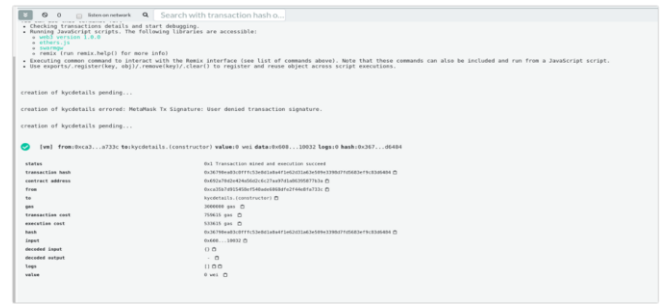 0 listen on network Search with transaction hash o...
Checking transactions details and start debugging.
Running JavaScript scripts. The following libraries are accessible:
web3 version 1.0.0
ethers.js
swarmgw
remix (run remix.help() for more info)
Executing common command to interact with the Remix interface (see list of commands above). Note that these commands can also be included and run from a JavaScript script.
Use exports/.register(key, obj)/.remove(key)/.clear() to register and reuse object across script executions.
creation of kycdetails pending...
creation of kycdetails errored: MetaMask Tx Signature: User denied transaction signature.
creation of kycdetails pending...
[vm] from:0xca3...a733c to:kycdetails.(constructor) value:0 wei data:0x608...10032 logs:0 hash:0x367...d6484
status 0x1 Transaction mined and execution succeed
transaction hash
contract address
from
to kycdetails.(constructor)
gas 3000000 gas
transaction cost 759615 gas
execution cost 533615 gas
hash
input 0x608...10032
decoded input {}
decoded output -
logs []
value 0 wei